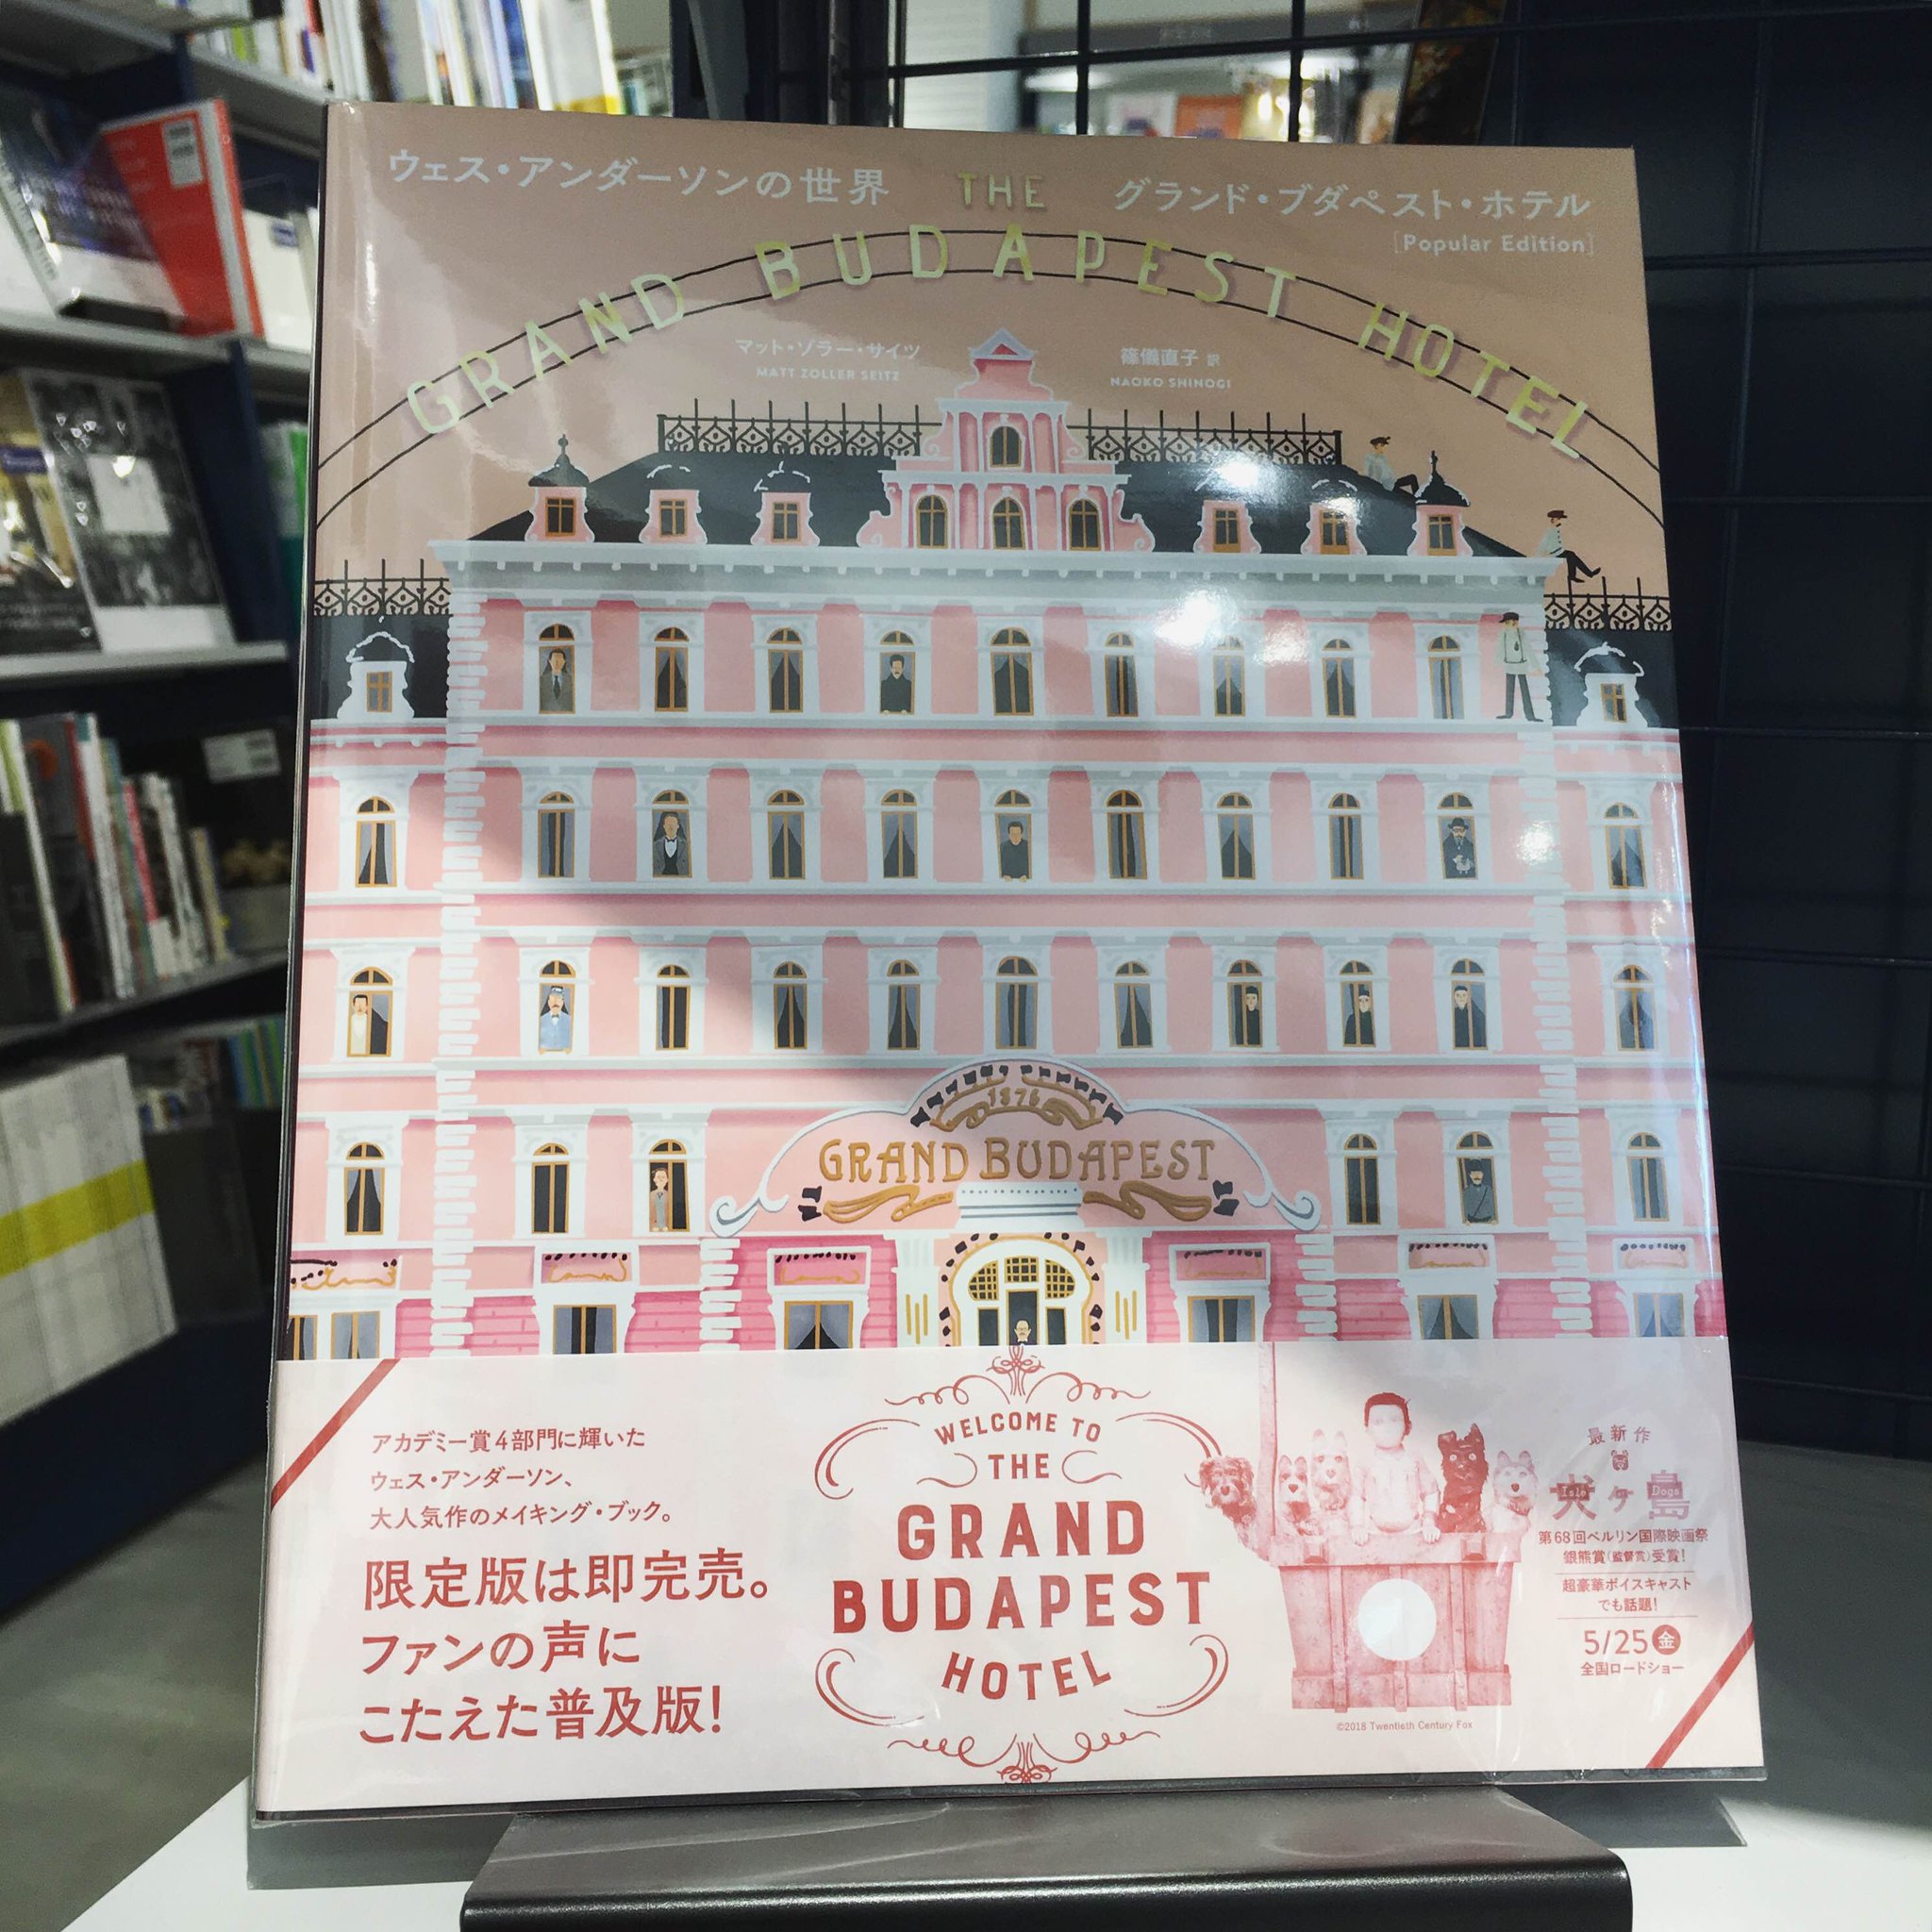 ウェス・アンダーソンの世界
THE
グランド・ブダペスト・ホテル
[Popular Edition]
GRAND BUDAPEST HOTEL
マット・ゾラー・サイツ
MATT ZOLLER SEITZ
篠儀直子 訳
NAOKO SHINOGI
1876
GRAND BUDAPEST
アカデミー賞4部門に輝いた
ウェス・アンダーソン、
大人気作のメイキング・ブック。
限定版は即完売。
ファンの声に
こたえた普及版!
WELCOME TO
THE
GRAND
BUDAPEST
HOTEL
最新作
犬ヶ島
Isle Dogs
第68回ベルリン国際映画祭
銀熊賞(監督賞)受賞!
超豪華ボイスキャスト
でも話題!
5/25金
全国ロードショー
©2018 Twentieth Century Fox